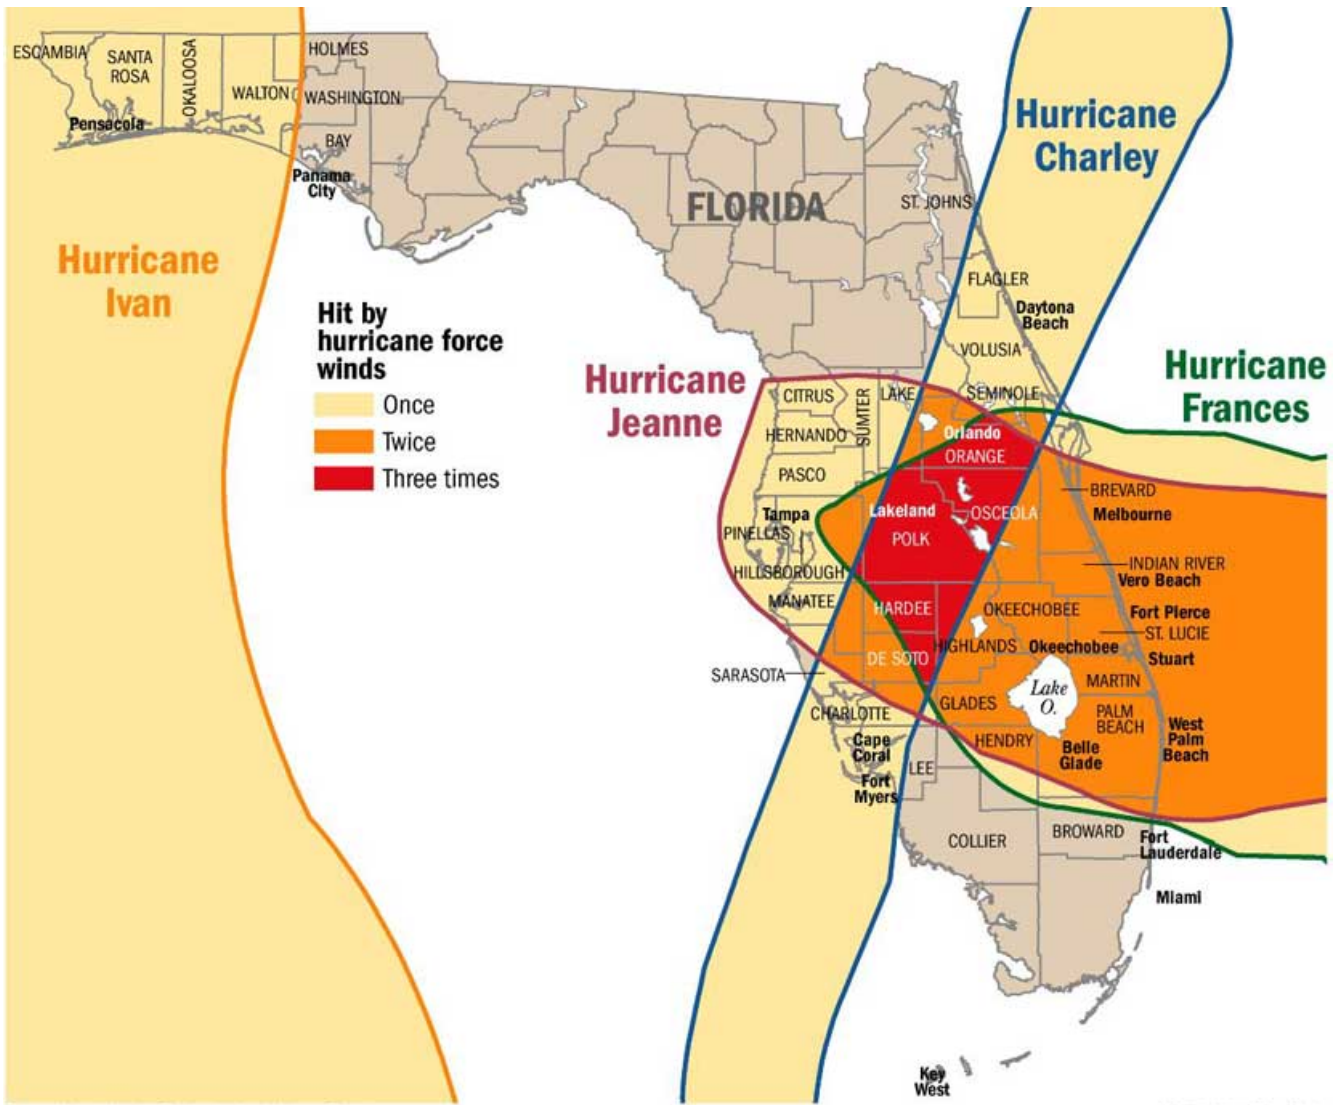 ESCAMBIA
SANTA
ROSA
OKALOOSA
WALTON
HOLMES
WASHINGTON
BAY
Pensacola
Panama
City
Hurricane
Ivan
Hit by
hurricane force
winds
Once
Twice
Three times
FLORIDA
Hurricane
Charley
ST. JOHNS
FLAGLER
Daytona
Beach
VOLUSIA
Hurricane
Jeanne
Hurricane
Frances
CITRUS
SUMTER
LAKE
SEMINOLE
HERNANDO
Orlando
ORANGE
PASCO
BREVARD
Melbourne
Tampa
Lakeland
OSCEOLA
PINELLAS
POLK
HILLSBOROUGH
INDIAN RIVER
Vero Beach
MANATEE
HARDEE
OKEECHOBEE
Fort Pierce
ST. LUCIE
HIGHLANDS
Okeechobee
Stuart
SARASOTA
DE SOTO
Lake
O.
MARTIN
CHARLOTTE
GLADES
PALM
BEACH
West
Palm
Beach
Cape
Coral
HENDRY
Belle
Glade
LEE
Fort
Myers
COLLIER
BROWARD
Fort
Lauderdale
Miami
Key
West